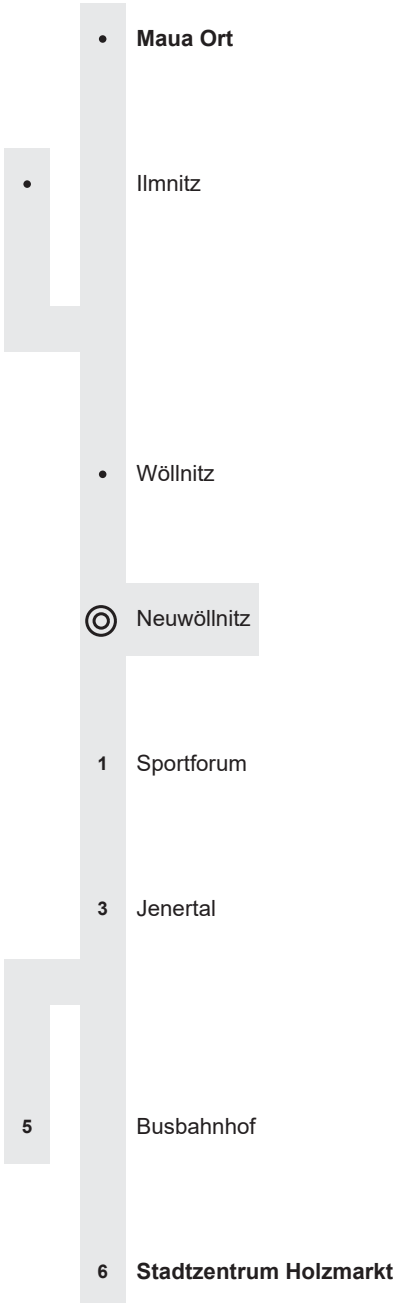 • Maua Ort
• Ilmnitz
• Wöllnitz
Neuwöllnitz
1 Sportforum
3 Jenertal
5 Busbahnhof
6 Stadtzentrum Holzmarkt